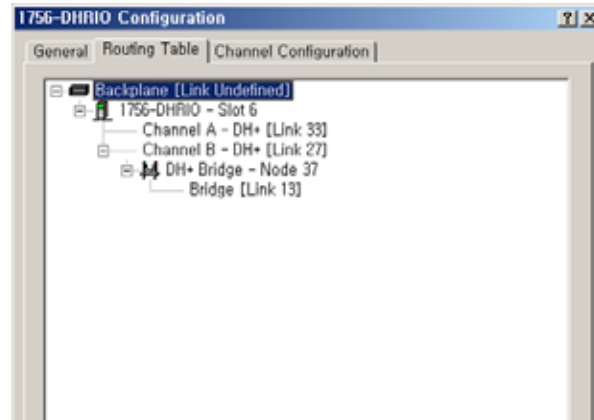 1756-DHRIO Configuration
General Routing Table Channel Configuration
Backplane [Link Undefined]
1756-DHRIO - Slot 6
Channel A - DH+ [Link 33]
Channel B - DH+ [Link 27]
DH+ Bridge - Node 37
Bridge [Link 13]